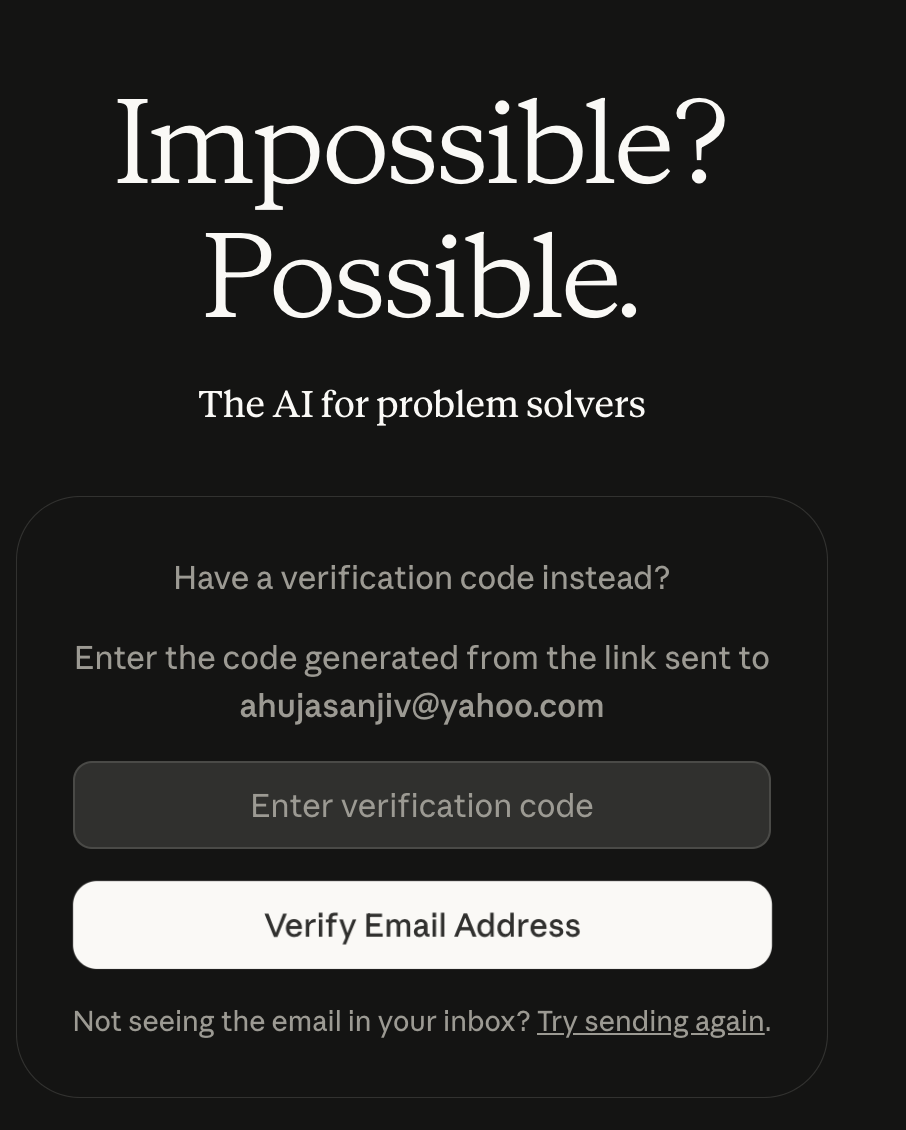 Impossible?
Possible.
The AI for problem solvers
Have a verification code instead?
Enter the code generated from the link sent to
ahujasanjiv@yahoo.com
Enter verification code
Verify Email Address
Not seeing the email in your inbox? Try sending again.